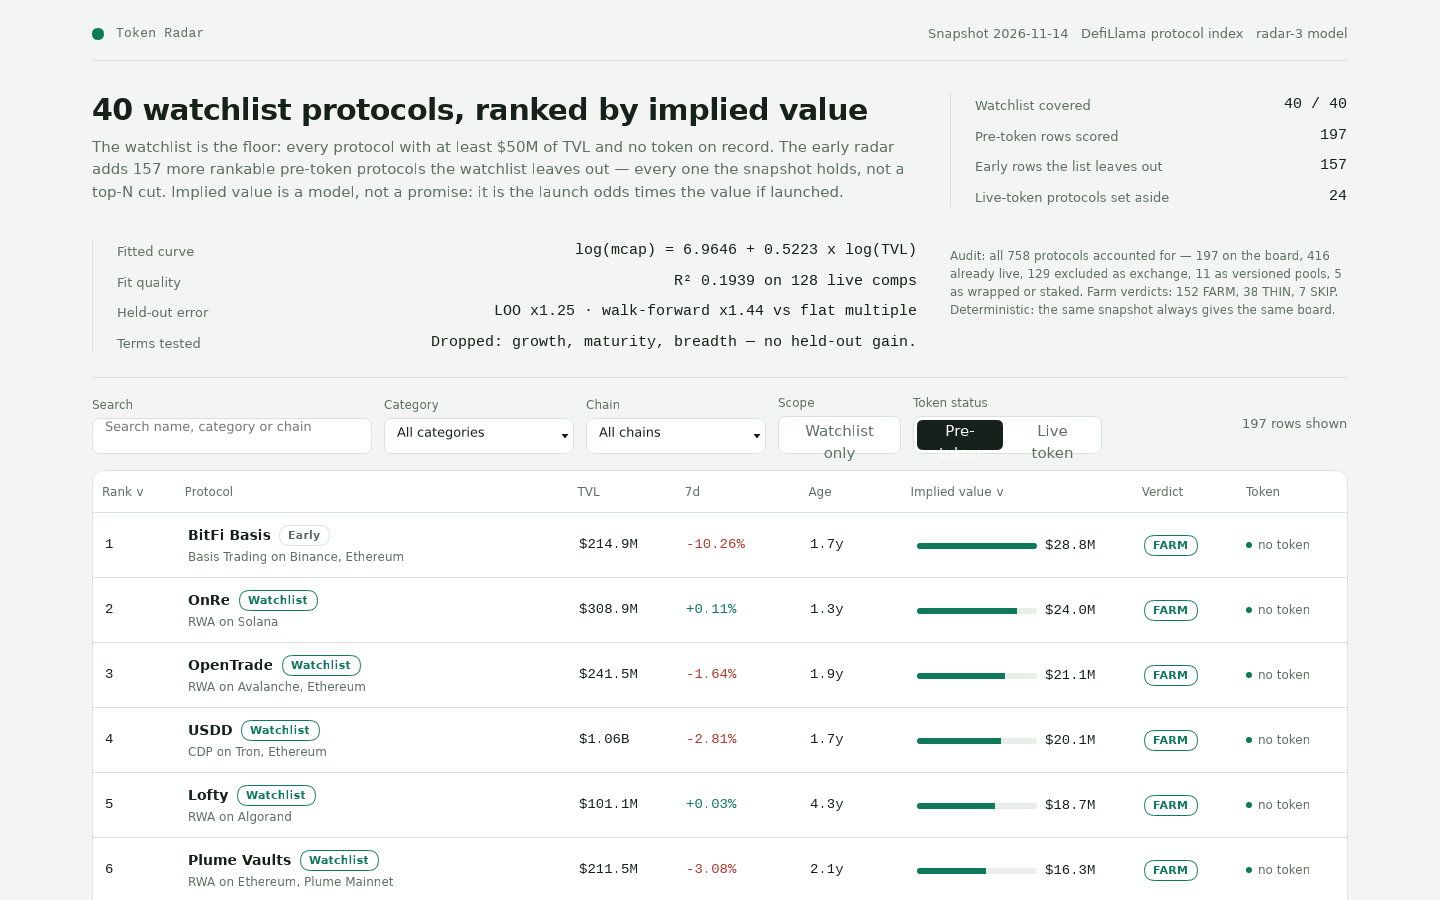 Token Radar
Snapshot 2026-11-14 DefiLlama protocol index radar-3 model
40 watchlist protocols, ranked by implied value
The watchlist is the floor: every protocol with at least $50M of TVL and no token on record. The early radar
adds 157 more rankable pre-token protocols the watchlist leaves out — every one the snapshot holds, not a
top-N cut. Implied value is a model, not a promise: it is the launch odds times the value if launched.
Watchlist covered 40 / 40
Pre-token rows scored 197
Early rows the list leaves out 157
Live-token protocols set aside 24
Fitted curve log(mcap) = 6.9646 + 0.5223 x log(TVL)
Fit quality R² 0.1939 on 128 live comps
Held-out error LOO x1.25 · walk-forward x1.44 vs flat multiple
Terms tested Dropped: growth, maturity, breadth — no held-out gain.
Audit: all 758 protocols accounted for — 197 on the board, 416
already live, 129 excluded as exchange, 11 as versioned pools, 5
as wrapped or staked. Farm verdicts: 152 FARM, 38 THIN, 7 SKIP.
Deterministic: the same snapshot always gives the same board.
Search Category Chain Scope Token status
Search name, category or chain All categories All chains Watchlist only Pre-token Live token 197 rows shown
Rank v Protocol TVL 7d Age Implied value v Verdict Token
1 BitFi Basis Early $214.9M -10.26% 1.7y $28.8M FARM no token
Basis Trading on Binance, Ethereum
2 OnRe Watchlist $308.9M +0.11% 1.3y $24.0M FARM no token
RWA on Solana
3 OpenTrade Watchlist $241.5M -1.64% 1.9y $21.1M FARM no token
RWA on Avalanche, Ethereum
4 USDD Watchlist $1.06B -2.81% 1.7y $20.1M FARM no token
CDP on Tron, Ethereum
5 Lofty Watchlist $101.1M +0.03% 4.3y $18.7M FARM no token
RWA on Algorand
6 Plume Vaults Watchlist $211.5M -3.08% 2.1y $16.3M FARM no token
RWA on Ethereum, Plume Mainnet